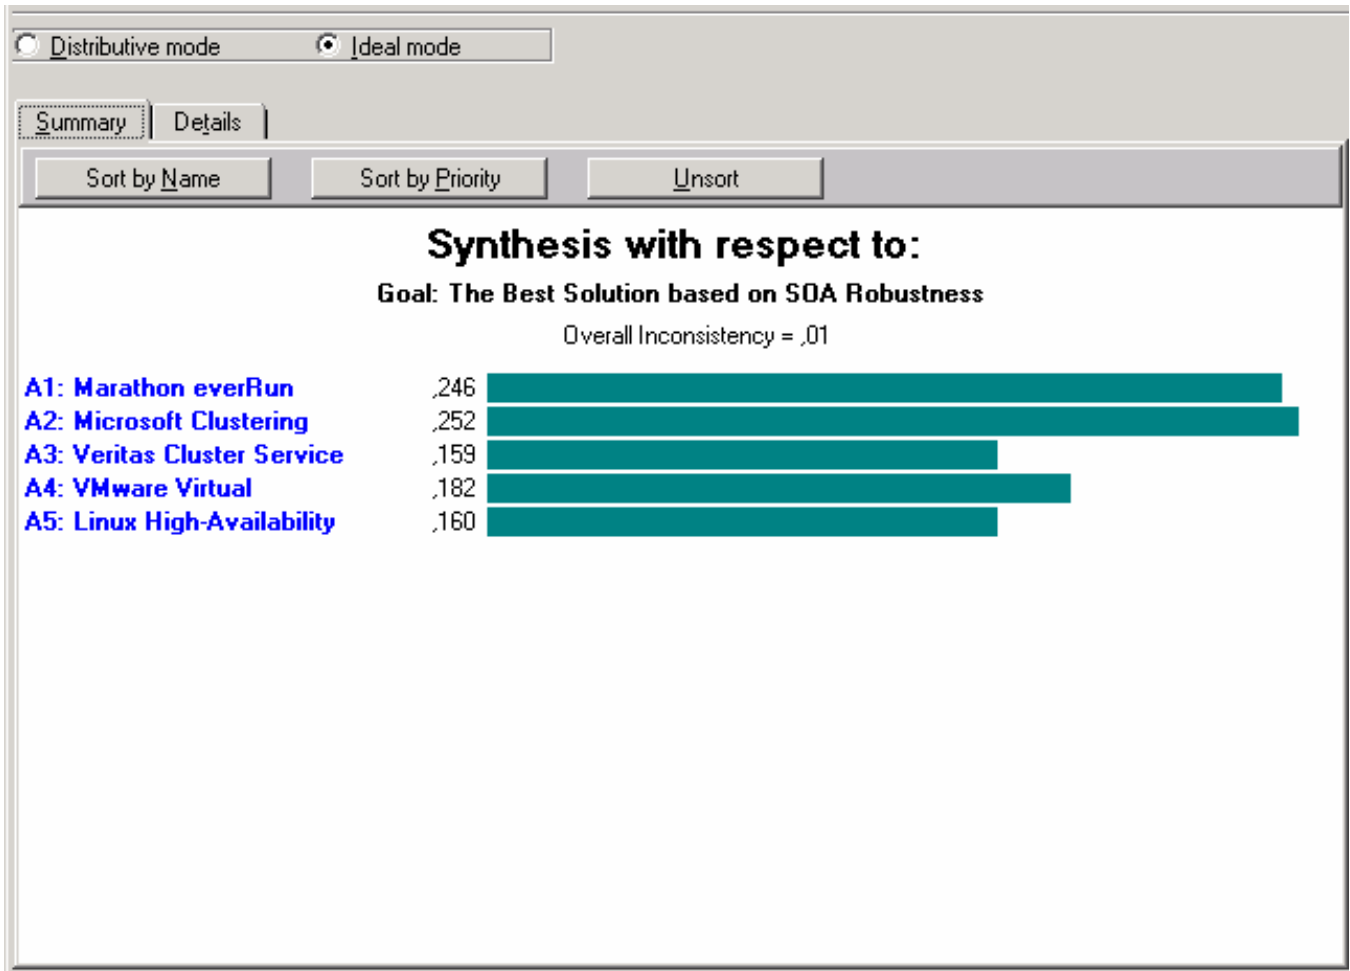 Distributive mode Ideal mode
Summary Details
Sort by Name Sort by Priority Unsort
Synthesis with respect to:
Goal: The Best Solution based on SOA Robustness
Overall Inconsistency = ,01
A1: Marathon everRun ,246
A2: Microsoft Clustering ,252
A3: Veritas Cluster Service ,159
A4: VMware Virtual ,182
A5: Linux High-Availability ,160